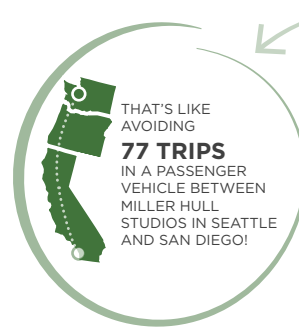 THAT'S LIKE
AVOIDING
77 TRIPS
IN A PASSENGER
VEHICLE BETWEEN
MILLER HULL
STUDIOS IN SEATTLE
AND SAN DIEGO!